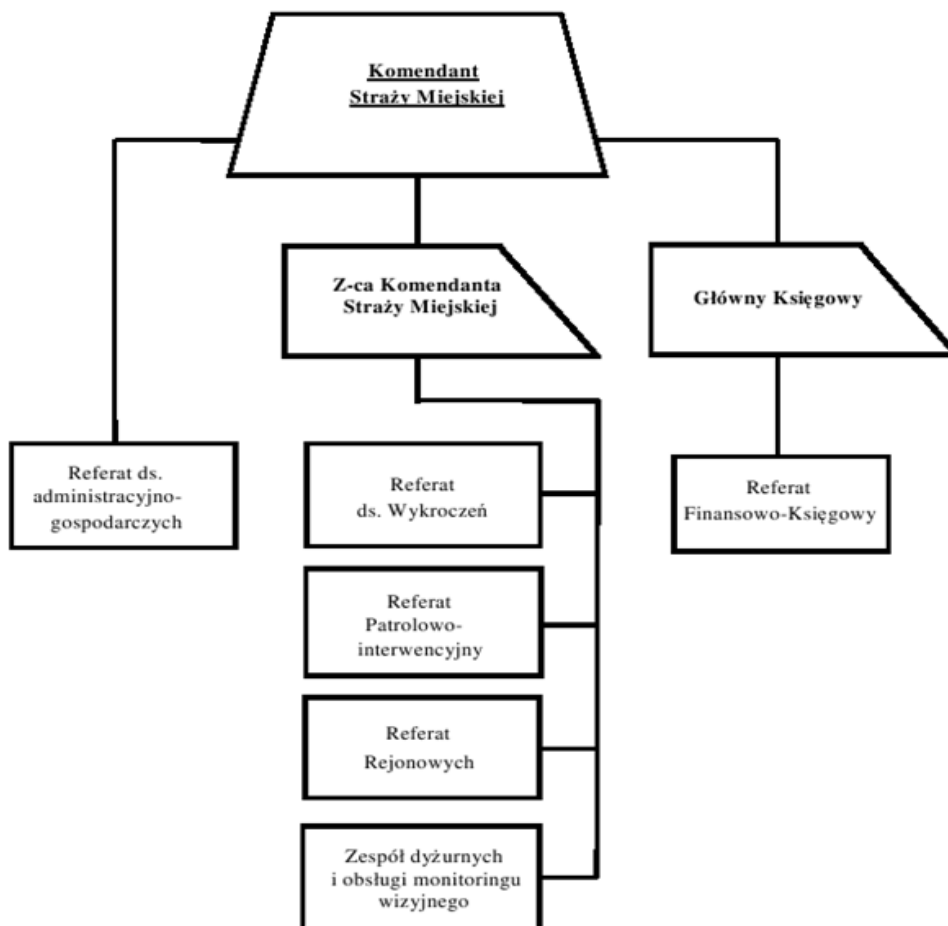 Komendant
Straży Miejskiej
Z-ca Komendanta
Straży Miejskiej
Główny Księgowy
Referat ds.
administracyjno-
gospodarczych
Referat
ds. Wykroczeń
Referat
Finansowo-Księgowy
Referat
Patrolowo-
interwencyjny
Referat
Rejonowych
Zespół dyżurnych
i obsługi monitoringu
wizyjnego